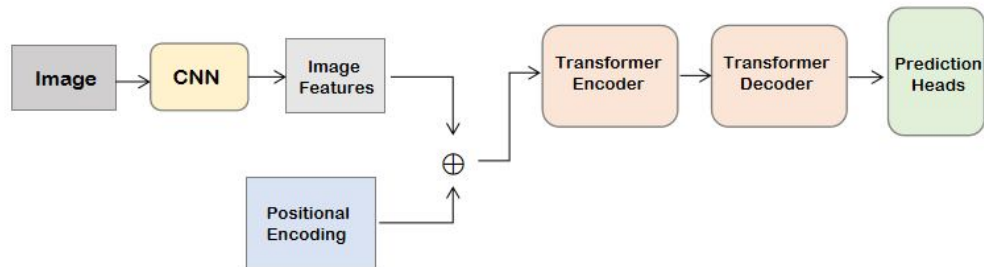 Image
CNN
Image
Features
Positional
Encoding
Transformer
Encoder
Transformer
Decoder
Prediction
Heads